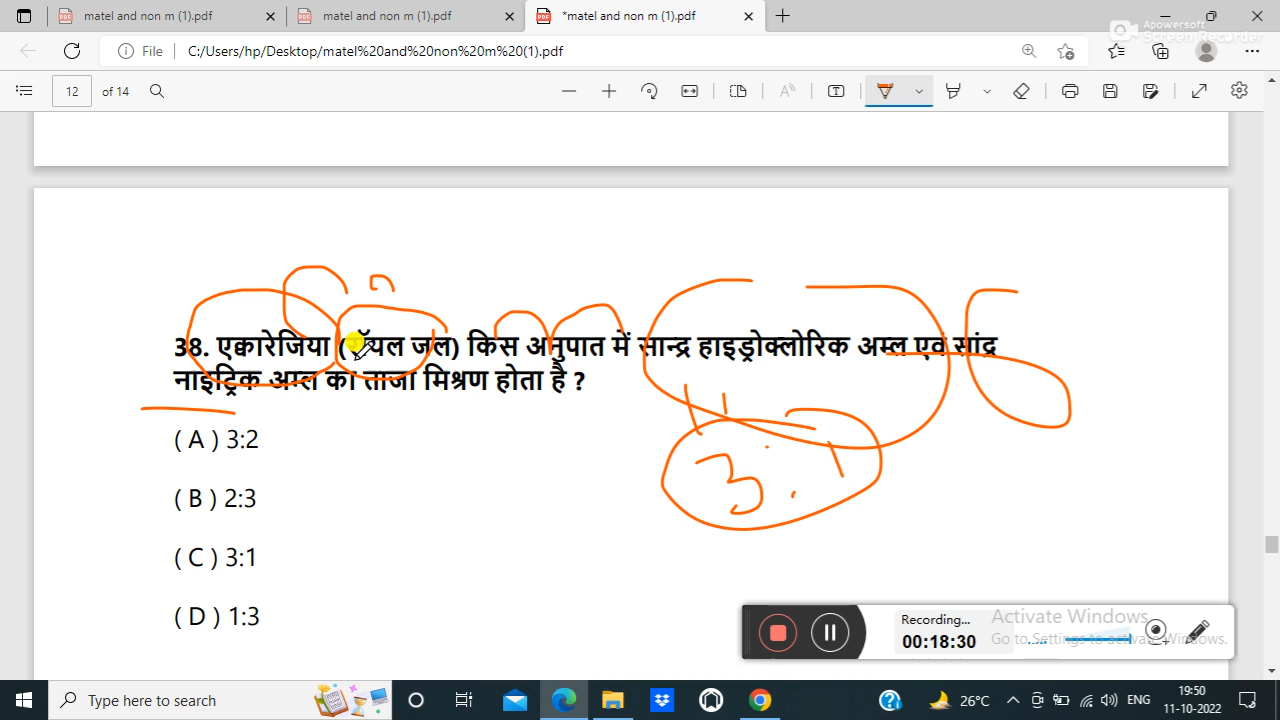 matel and non m (1).pdf
matel and non m (1).pdf
*matel and non m (1).pdf
Apowersoft
Screen Recorder
File
C:/Users/hp/Desktop/matel%20and%20non%20m%20(1).pdf
12 of 14
38. एक्वारेजिया (रॉयल जल) किस अनुपात में सान्द्र हाइड्रोक्लोरिक अम्ल एवं सांद्र
नाइट्रिक अम्ल का ताजा मिश्रण होता है ?
3:1
( A ) 3:2
( B ) 2:3
( C ) 3:1
( D ) 1:3
Recording...
00:18:30
Activate Windows
Go to Settings to activate Windows.
Type here to search
26°C
ENG
19:50
11-10-2022